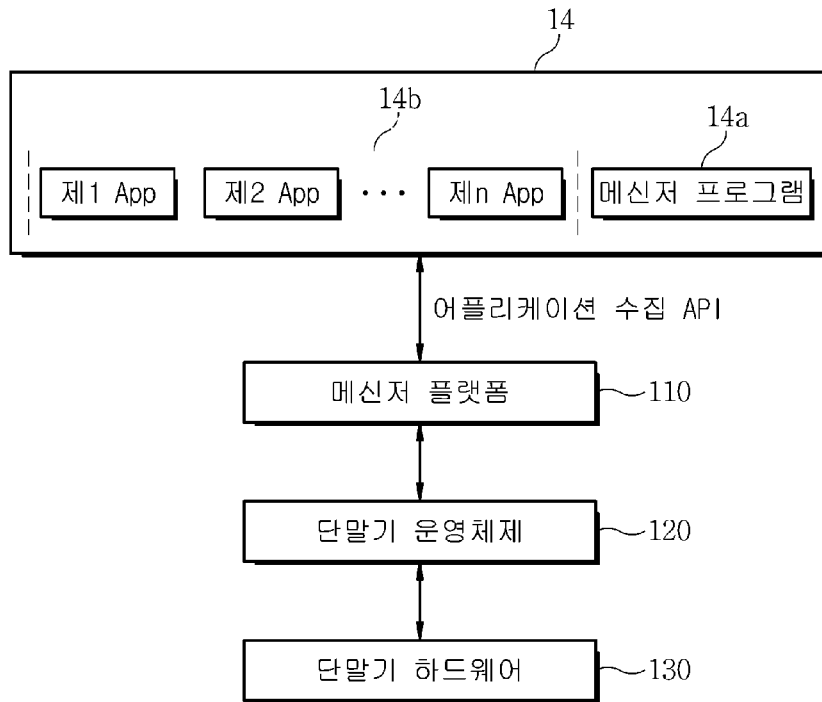 14
14b
14a
제1 App 제2 App ··· 제n App 메신저 프로그램
어플리케이션 수집 API
메신저 플랫폼 110
단말기 운영체제 120
단말기 하드웨어 130